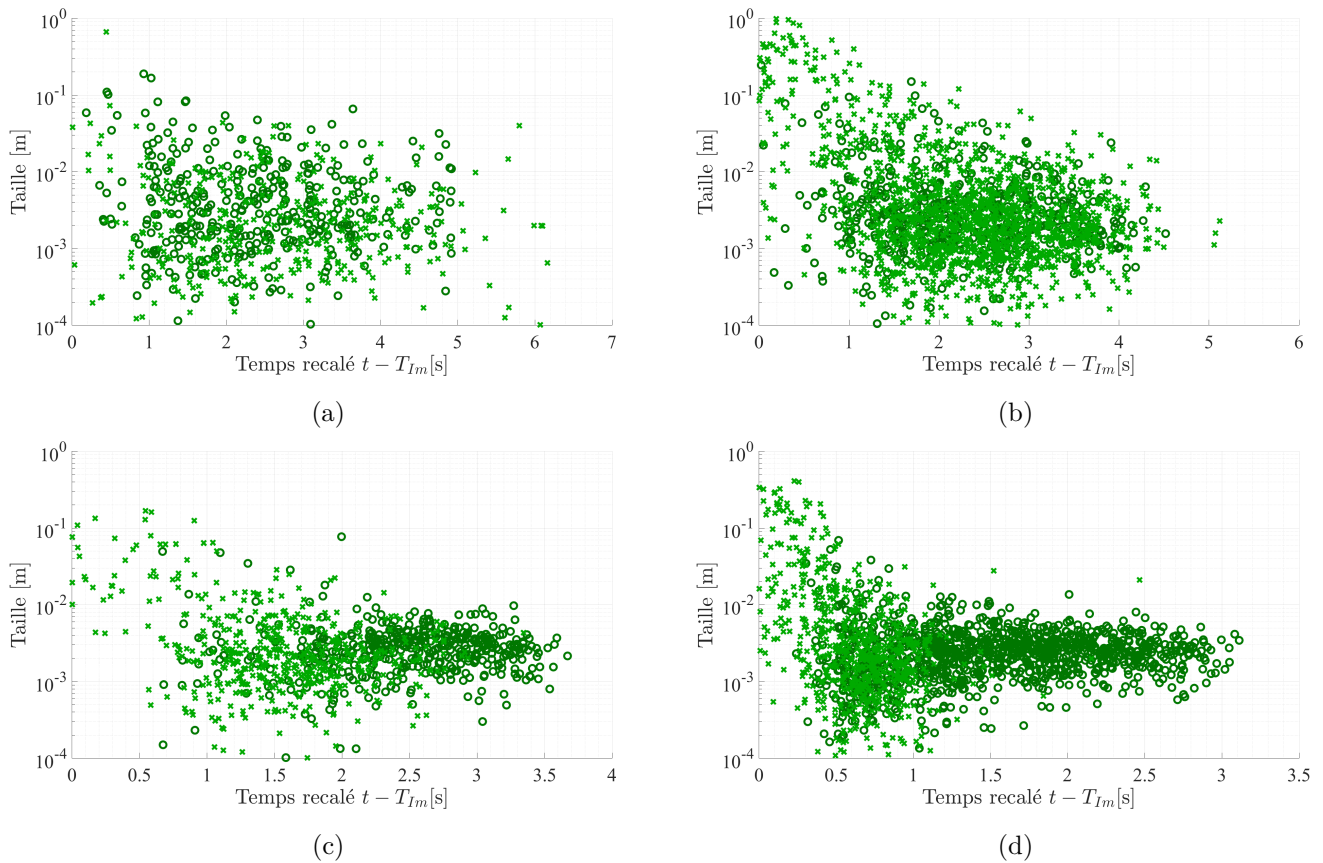 10^0
10^-1
10^-2
10^-3
10^-4
Taille [m]
0 1 2 3 4 5 6 7
Temps recalé t − T_Im[s]
(a)
10^0
10^-1
10^-2
10^-3
10^-4
Taille [m]
0 1 2 3 4 5 6
Temps recalé t − T_Im[s]
(b)
10^0
10^-1
10^-2
10^-3
10^-4
Taille [m]
0 0.5 1 1.5 2 2.5 3 3.5 4
Temps recalé t − T_Im[s]
(c)
10^0
10^-1
10^-2
10^-3
10^-4
Taille [m]
0 0.5 1 1.5 2 2.5 3 3.5
Temps recalé t − T_Im[s]
(d)